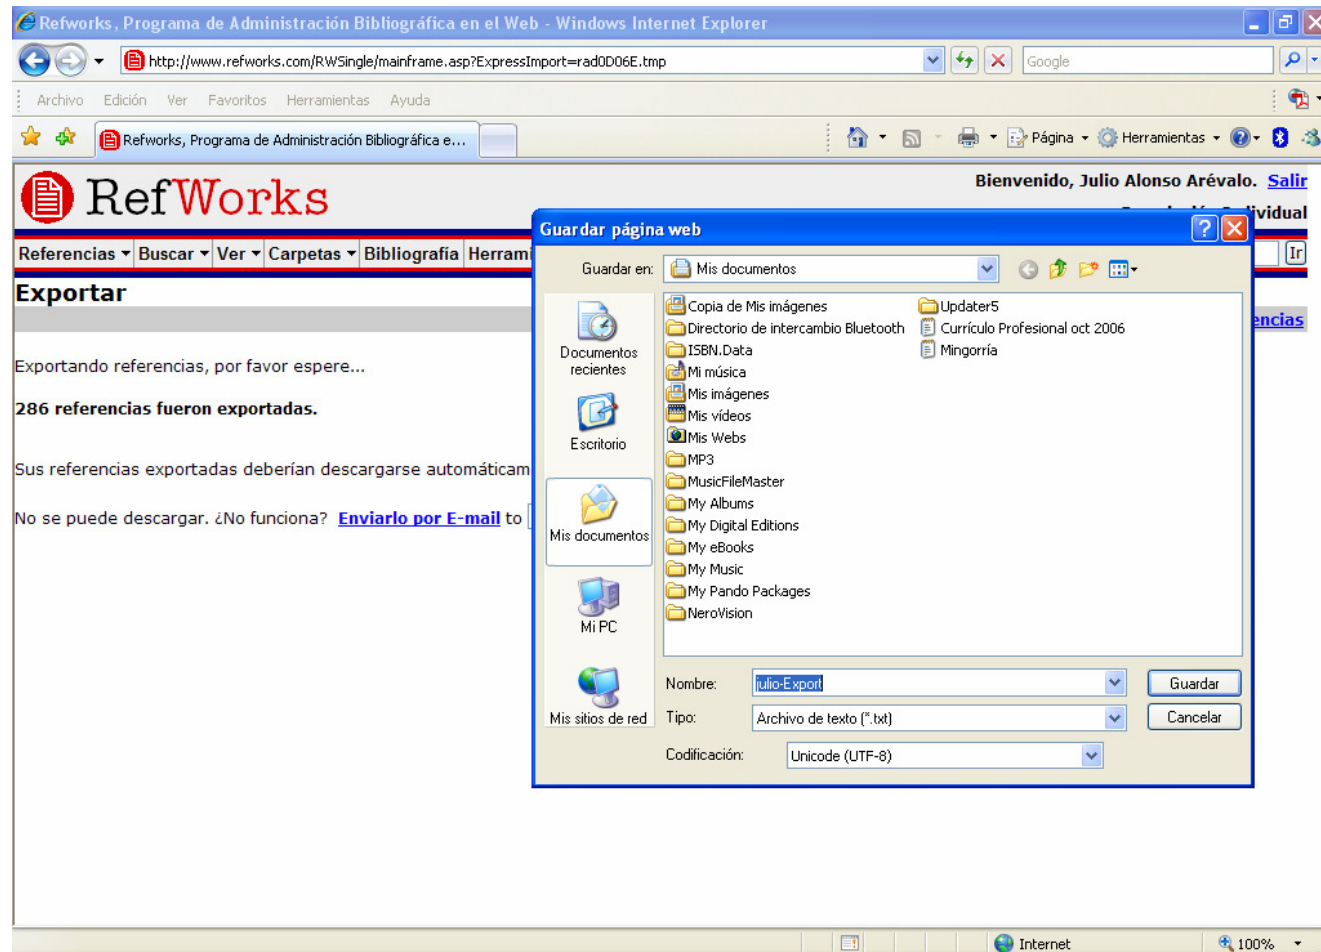 Refworks, Programa de Administración Bibliográfica en el Web - Windows Internet Explorer
http://www.refworks.com/RWSingle/mainframe.asp?ExpressImport=rad0D06E.tmp
Google
Archivo Edición Ver Favoritos Herramientas Ayuda
Refworks, Programa de Administración Bibliográfica e...
Página Herramientas
RefWorks
Bienvenido, Julio Alonso Arévalo. Salir
Referencias Buscar Ver Carpetas Bibliografía Herrami
Ir
Exportar
encias
Exportando referencias, por favor espere...
286 referencias fueron exportadas.
Sus referencias exportadas deberían descargarse automáticam
No se puede descargar. ¿No funciona? Enviarlo por E-mail to
Guardar página web
Guardar en: Mis documentos
Documentos recientes
Escritorio
Mis documentos
Mi PC
Mis sitios de red
Copia de Mis imágenes
Directorio de intercambio Bluetooth
ISBN.Data
Mi música
Mis imágenes
Mis vídeos
Mis Webs
MP3
MusicFileMaster
My Albums
My Digital Editions
My eBooks
My Music
My Pando Packages
NeroVision
Updater5
Currículo Profesional oct 2006
Mingorría
Nombre: julio-Export
Guardar
Tipo: Archivo de texto (*.txt)
Cancelar
Codificación: Unicode (UTF-8)
Internet
100%